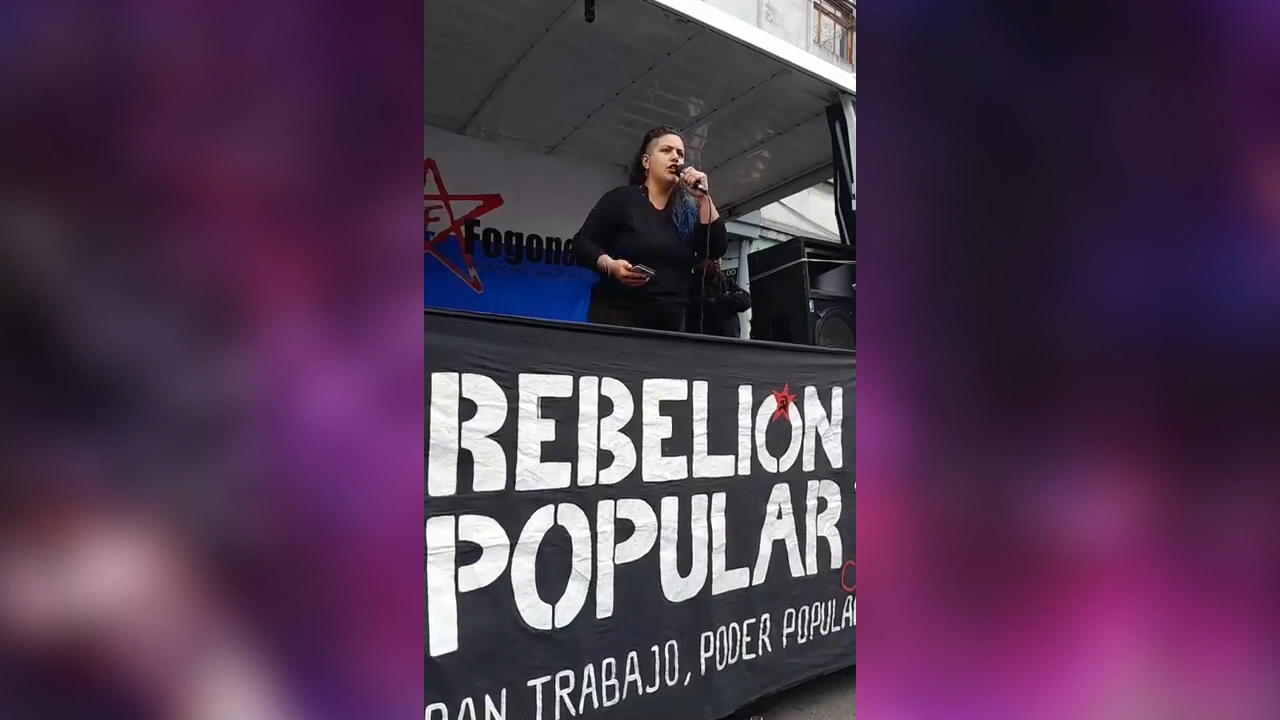 Fogone
REBELION
POPULAR
PAN, TRABAJO, PODER POPULAR